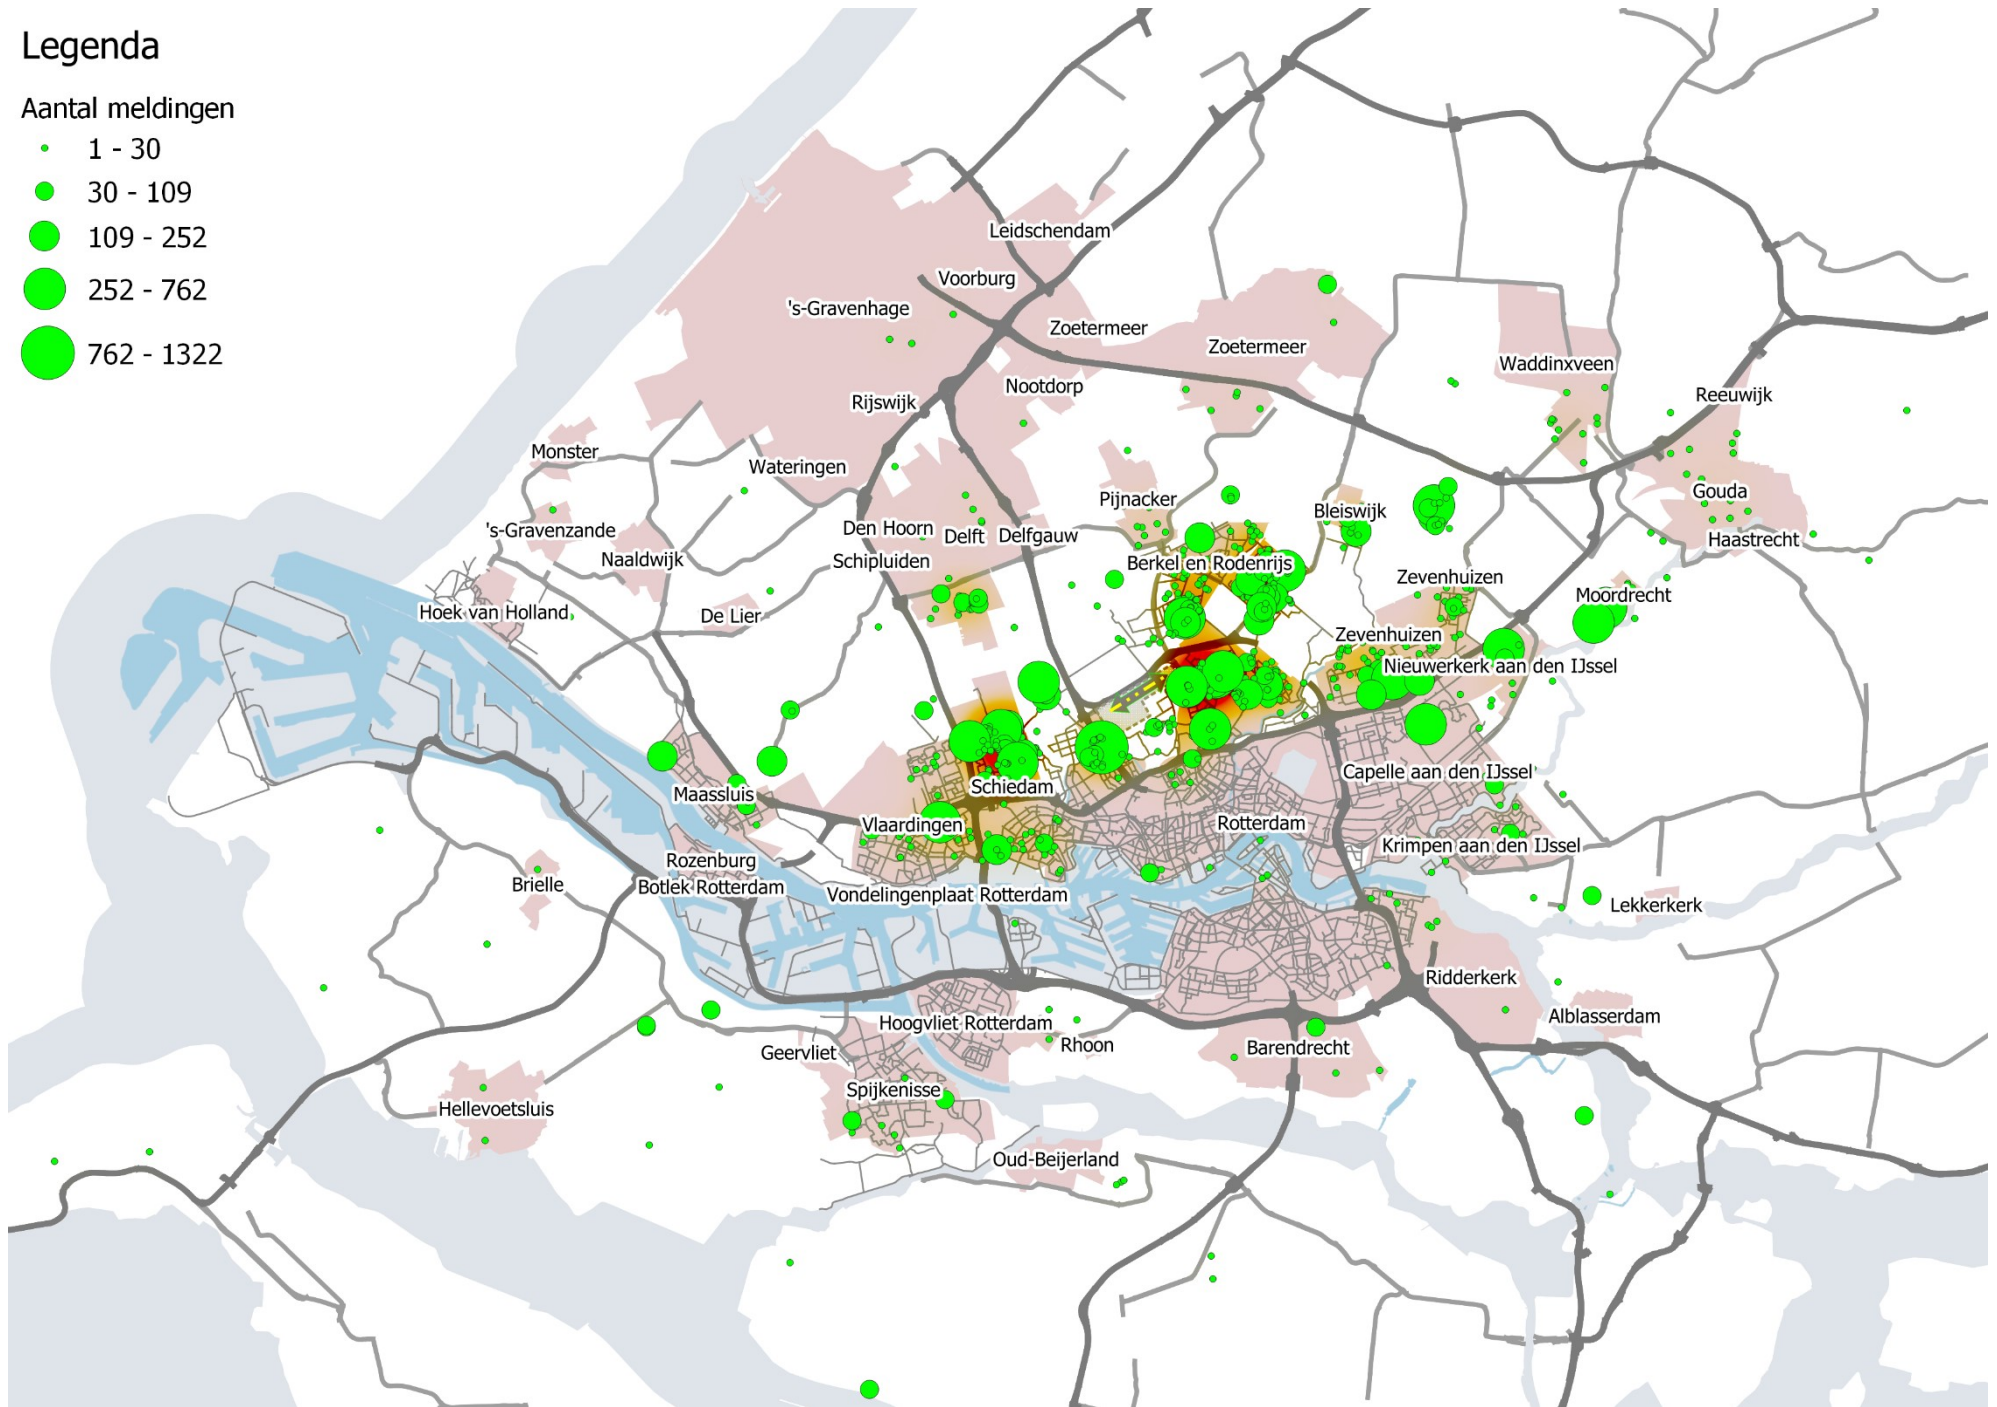 Legenda
Aantal meldingen
1 - 30
30 - 109
109 - 252
252 - 762
762 - 1322
Leidschendam
Voorburg
's-Gravenhage
Zoetermeer
Zoetermeer
Waddinxveen
Nootdorp
Reeuwijk
Rijswijk
Monster
Wateringen
Pijnacker
Gouda
Bleiswijk
's-Gravenzande
Den Hoorn
Delft
Delfgauw
Haastrecht
Naaldwijk
Schipluiden
Berkel en Rodenrijs
Zevenhuizen
Moordrecht
Hoek van Holland
De Lier
Zevenhuizen
Nieuwerkerk aan den IJssel
Capelle aan den IJssel
Schiedam
Maassluis
Vlaardingen
Rotterdam
Krimpen aan den IJssel
Rozenburg
Brielle
Botlek Rotterdam
Vondelingenplaat Rotterdam
Lekkerkerk
Ridderkerk
Alblasserdam
Hoogvliet Rotterdam
Rhoon
Barendrecht
Geervliet
Spijkenisse
Hellevoetsluis
Oud-Beijerland